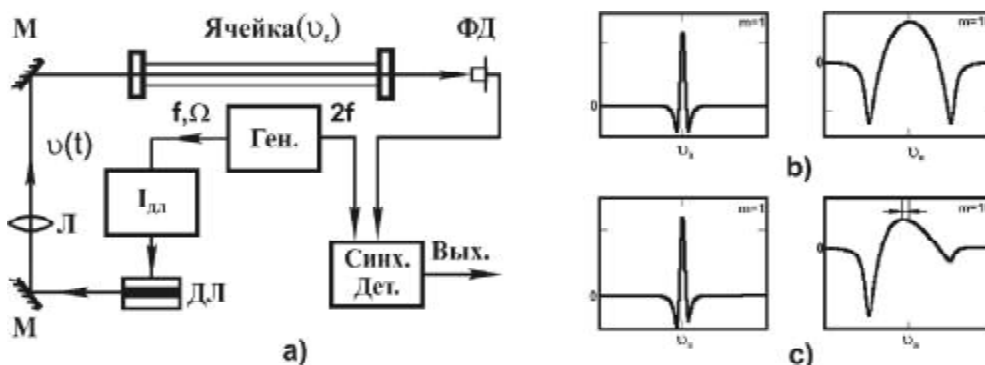 М
Ячейка(υ₀)
ФД
f,Ω
2f
υ(t)
Ген.
Iдл
Л
Синх.
Дет.
Вых.
ДЛ
М
a)
m=1
0
υ₀
m=1
0
υ₀
b)
m=1
0
υ₀
m=1
0
υ₀
c)